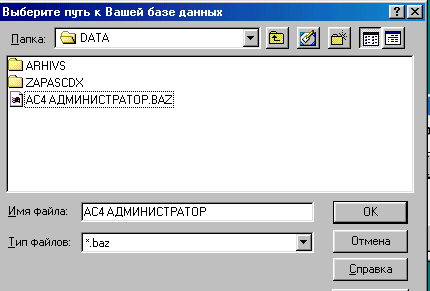 Выберите путь к Вашей базе данных
Папка: DATA
ARHIVS
ZAPASCDX
АС4 АДМИНИСТРАТОР.BAZ
Имя файла: АС4 АДМИНИСТРАТОР OK
Тип файлов: *.baz Отмена
Справка